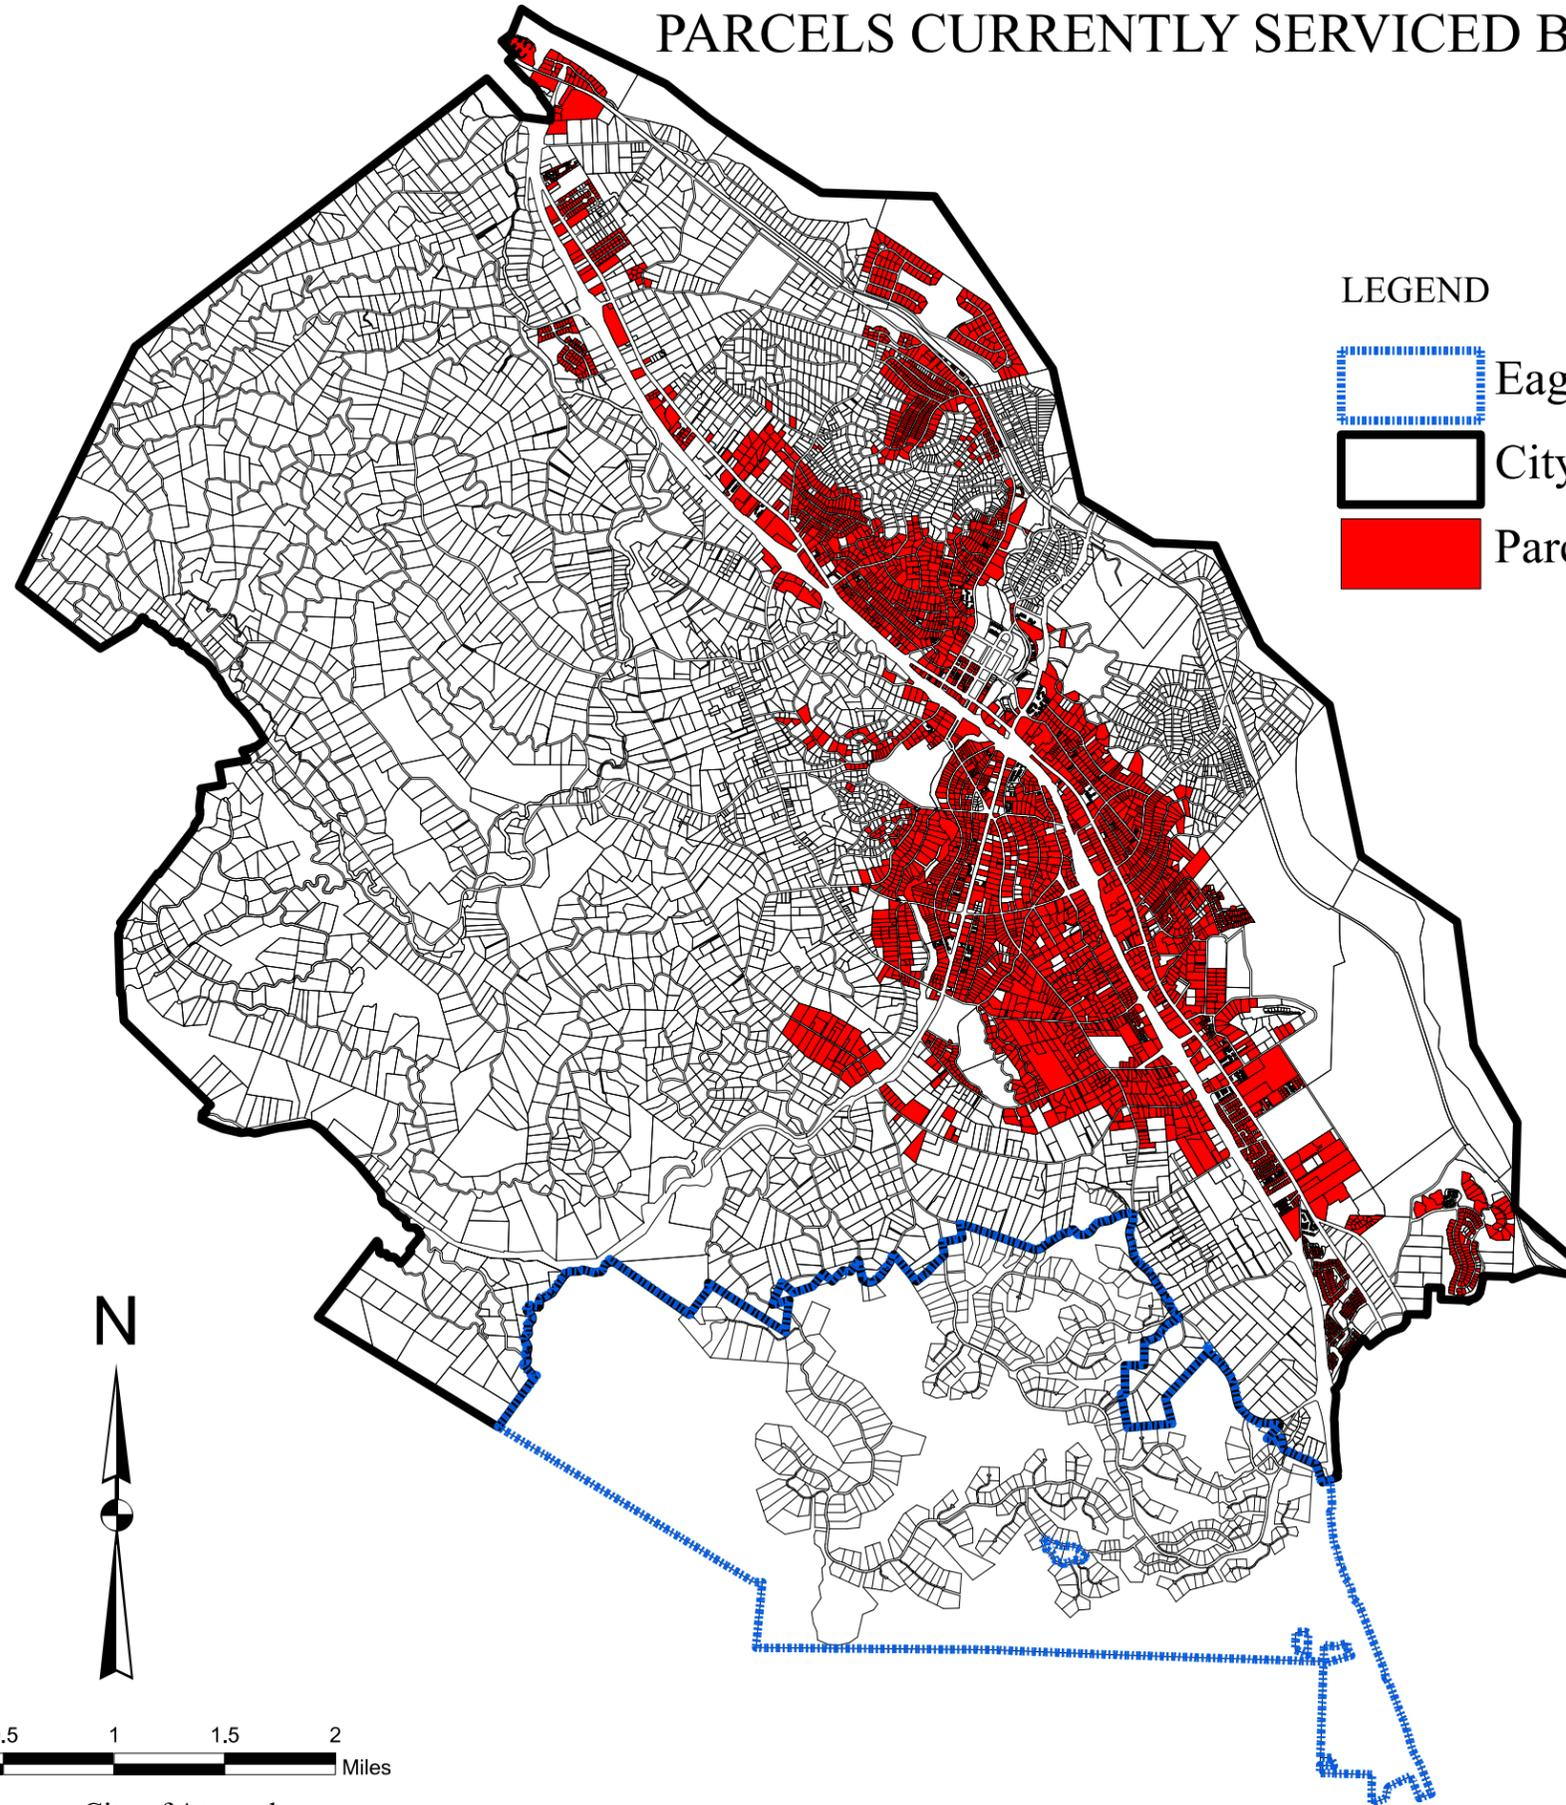 PARCELS CURRENTLY SERVICED B
LEGEND
Eag
City
Parc
N
.5 1 1.5 2
Miles